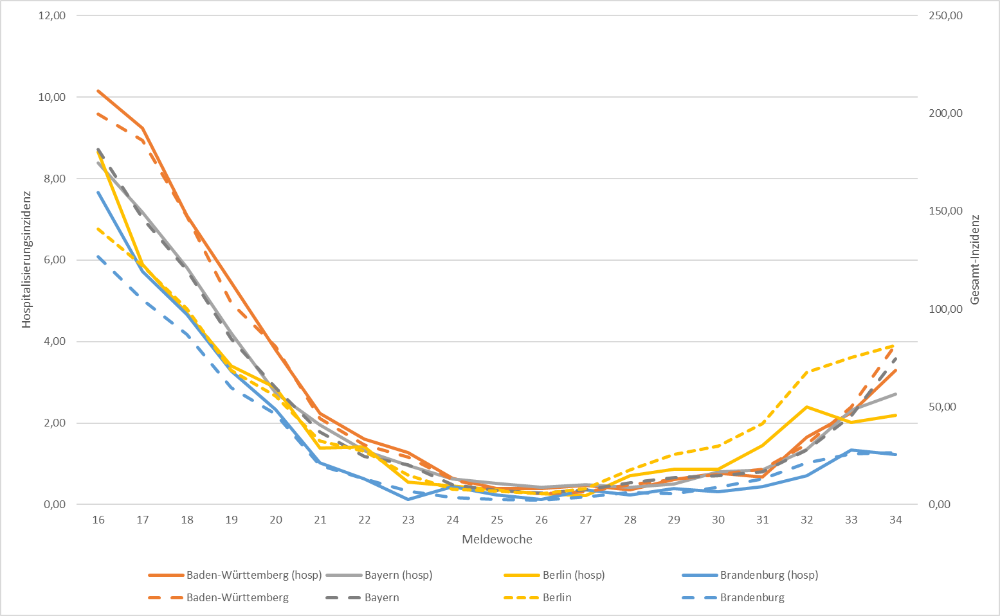 12,00
10,00
8,00
6,00
4,00
2,00
0,00
Hospitalisierungsinzidenz
250,00
200,00
150,00
100,00
50,00
0,00
Gesamt-Inzidenz
16 17 18 19 20 21 22 23 24 25 26 27 28 29 30 31 32 33 34
Meldewoche
Baden-Württemberg (hosp) Bayern (hosp) Berlin (hosp) Brandenburg (hosp)
Baden-Württemberg Bayern Berlin Brandenburg